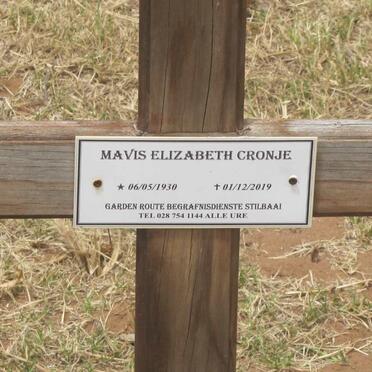 MAVIS ELIZABETH CRONJE
★ 06/05/1930 ✝ 01/12/2019
GARDEN ROUTE BEGRAFNISDIENSTE STILBAAI
TEL 028 754 1144 ALLE URE